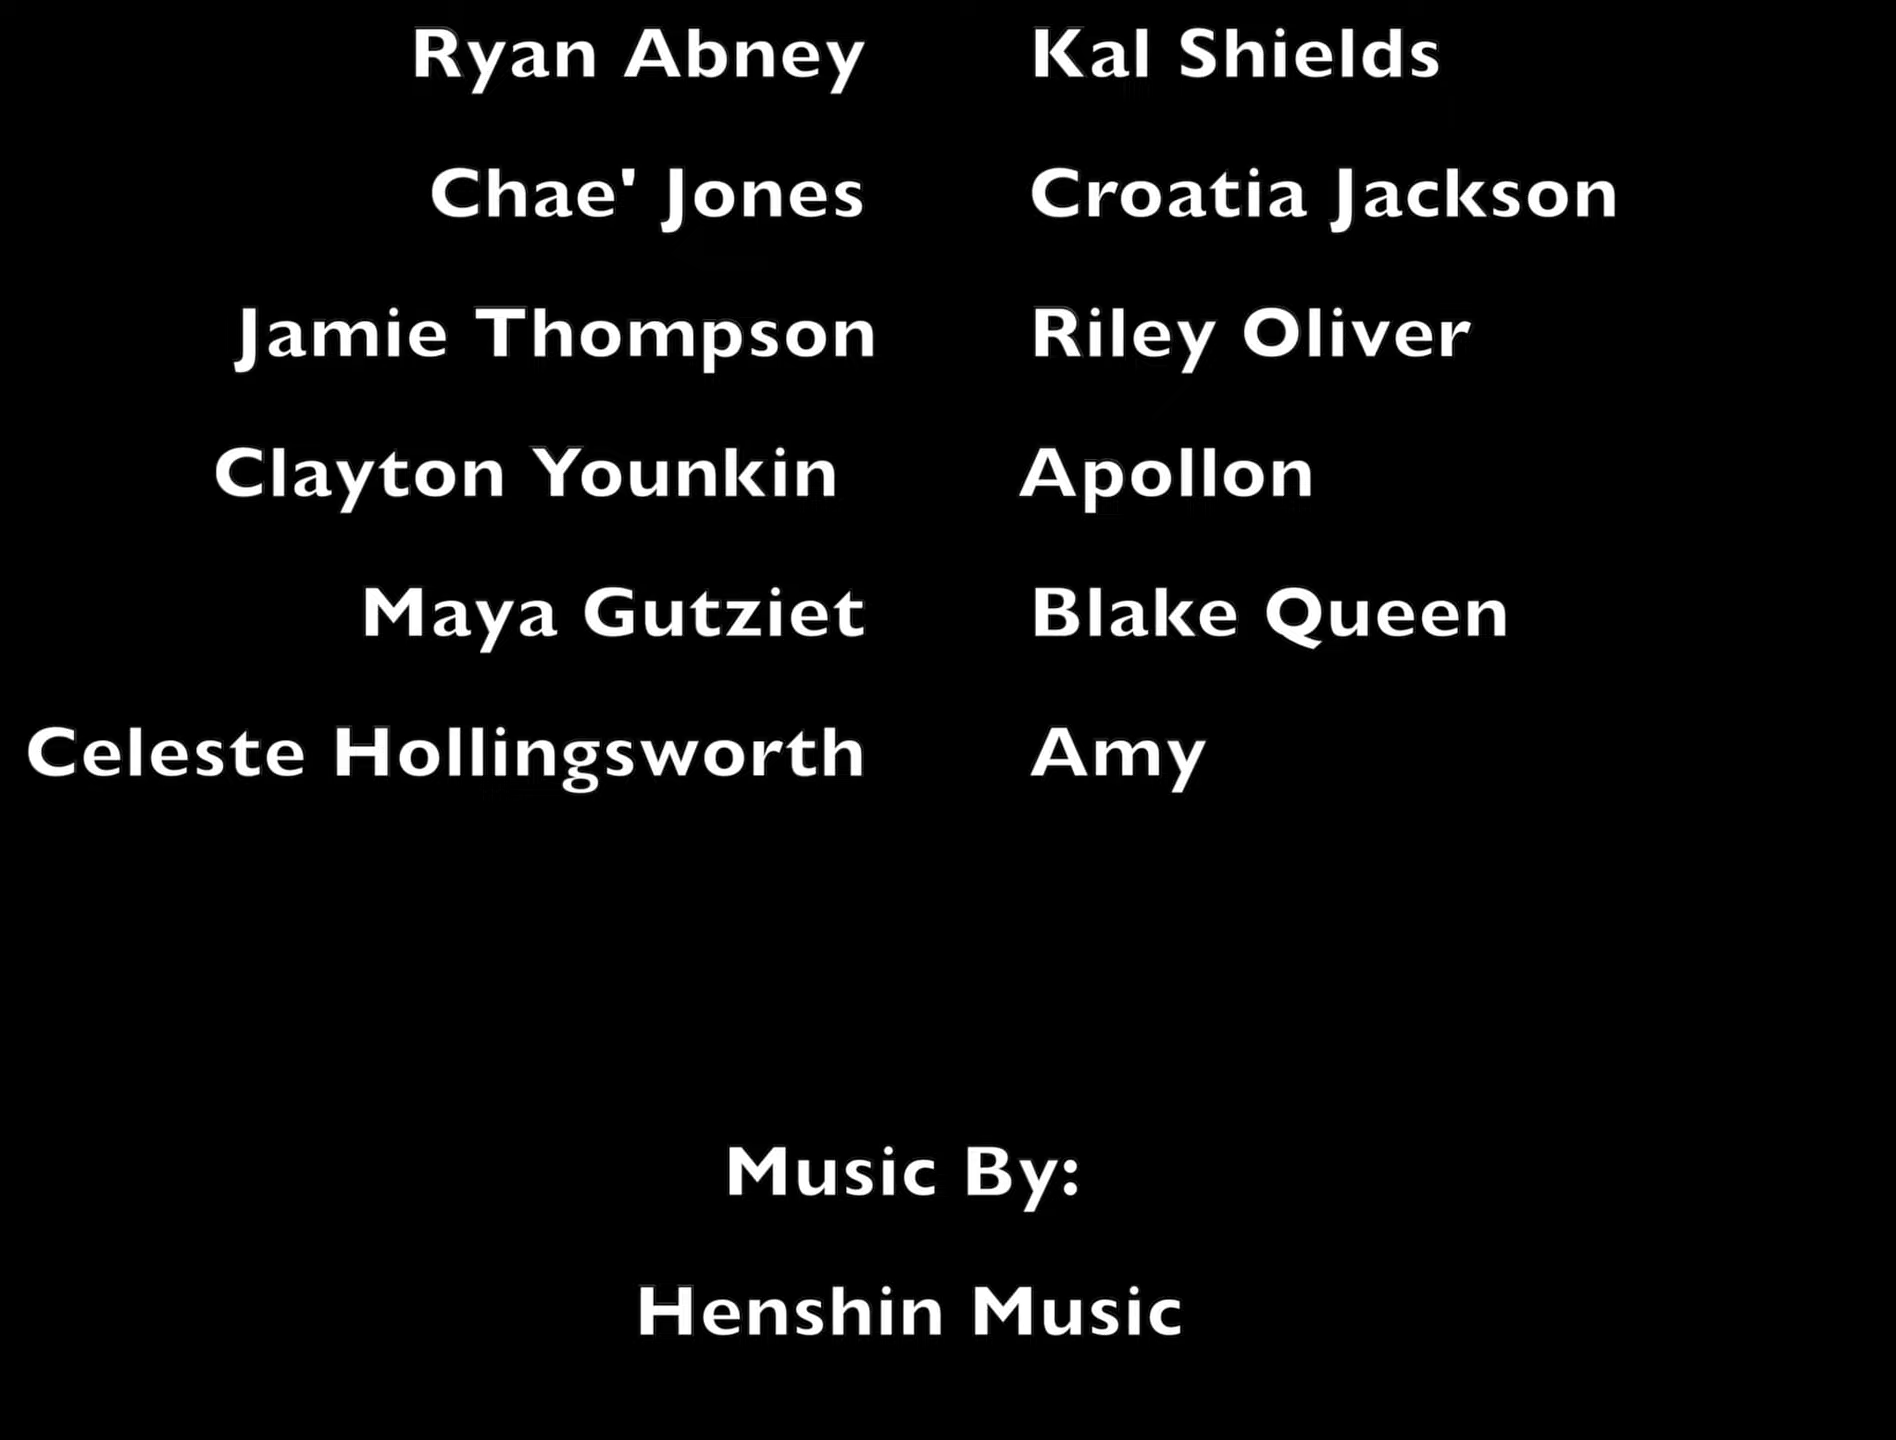 Ryan Abney Kal Shields
Chae' Jones Croatia Jackson
Jamie Thompson Riley Oliver
Clayton Younkin Apollon
Maya Gutziet Blake Queen
Celeste Hollingsworth Amy
Music By:
Henshin Music